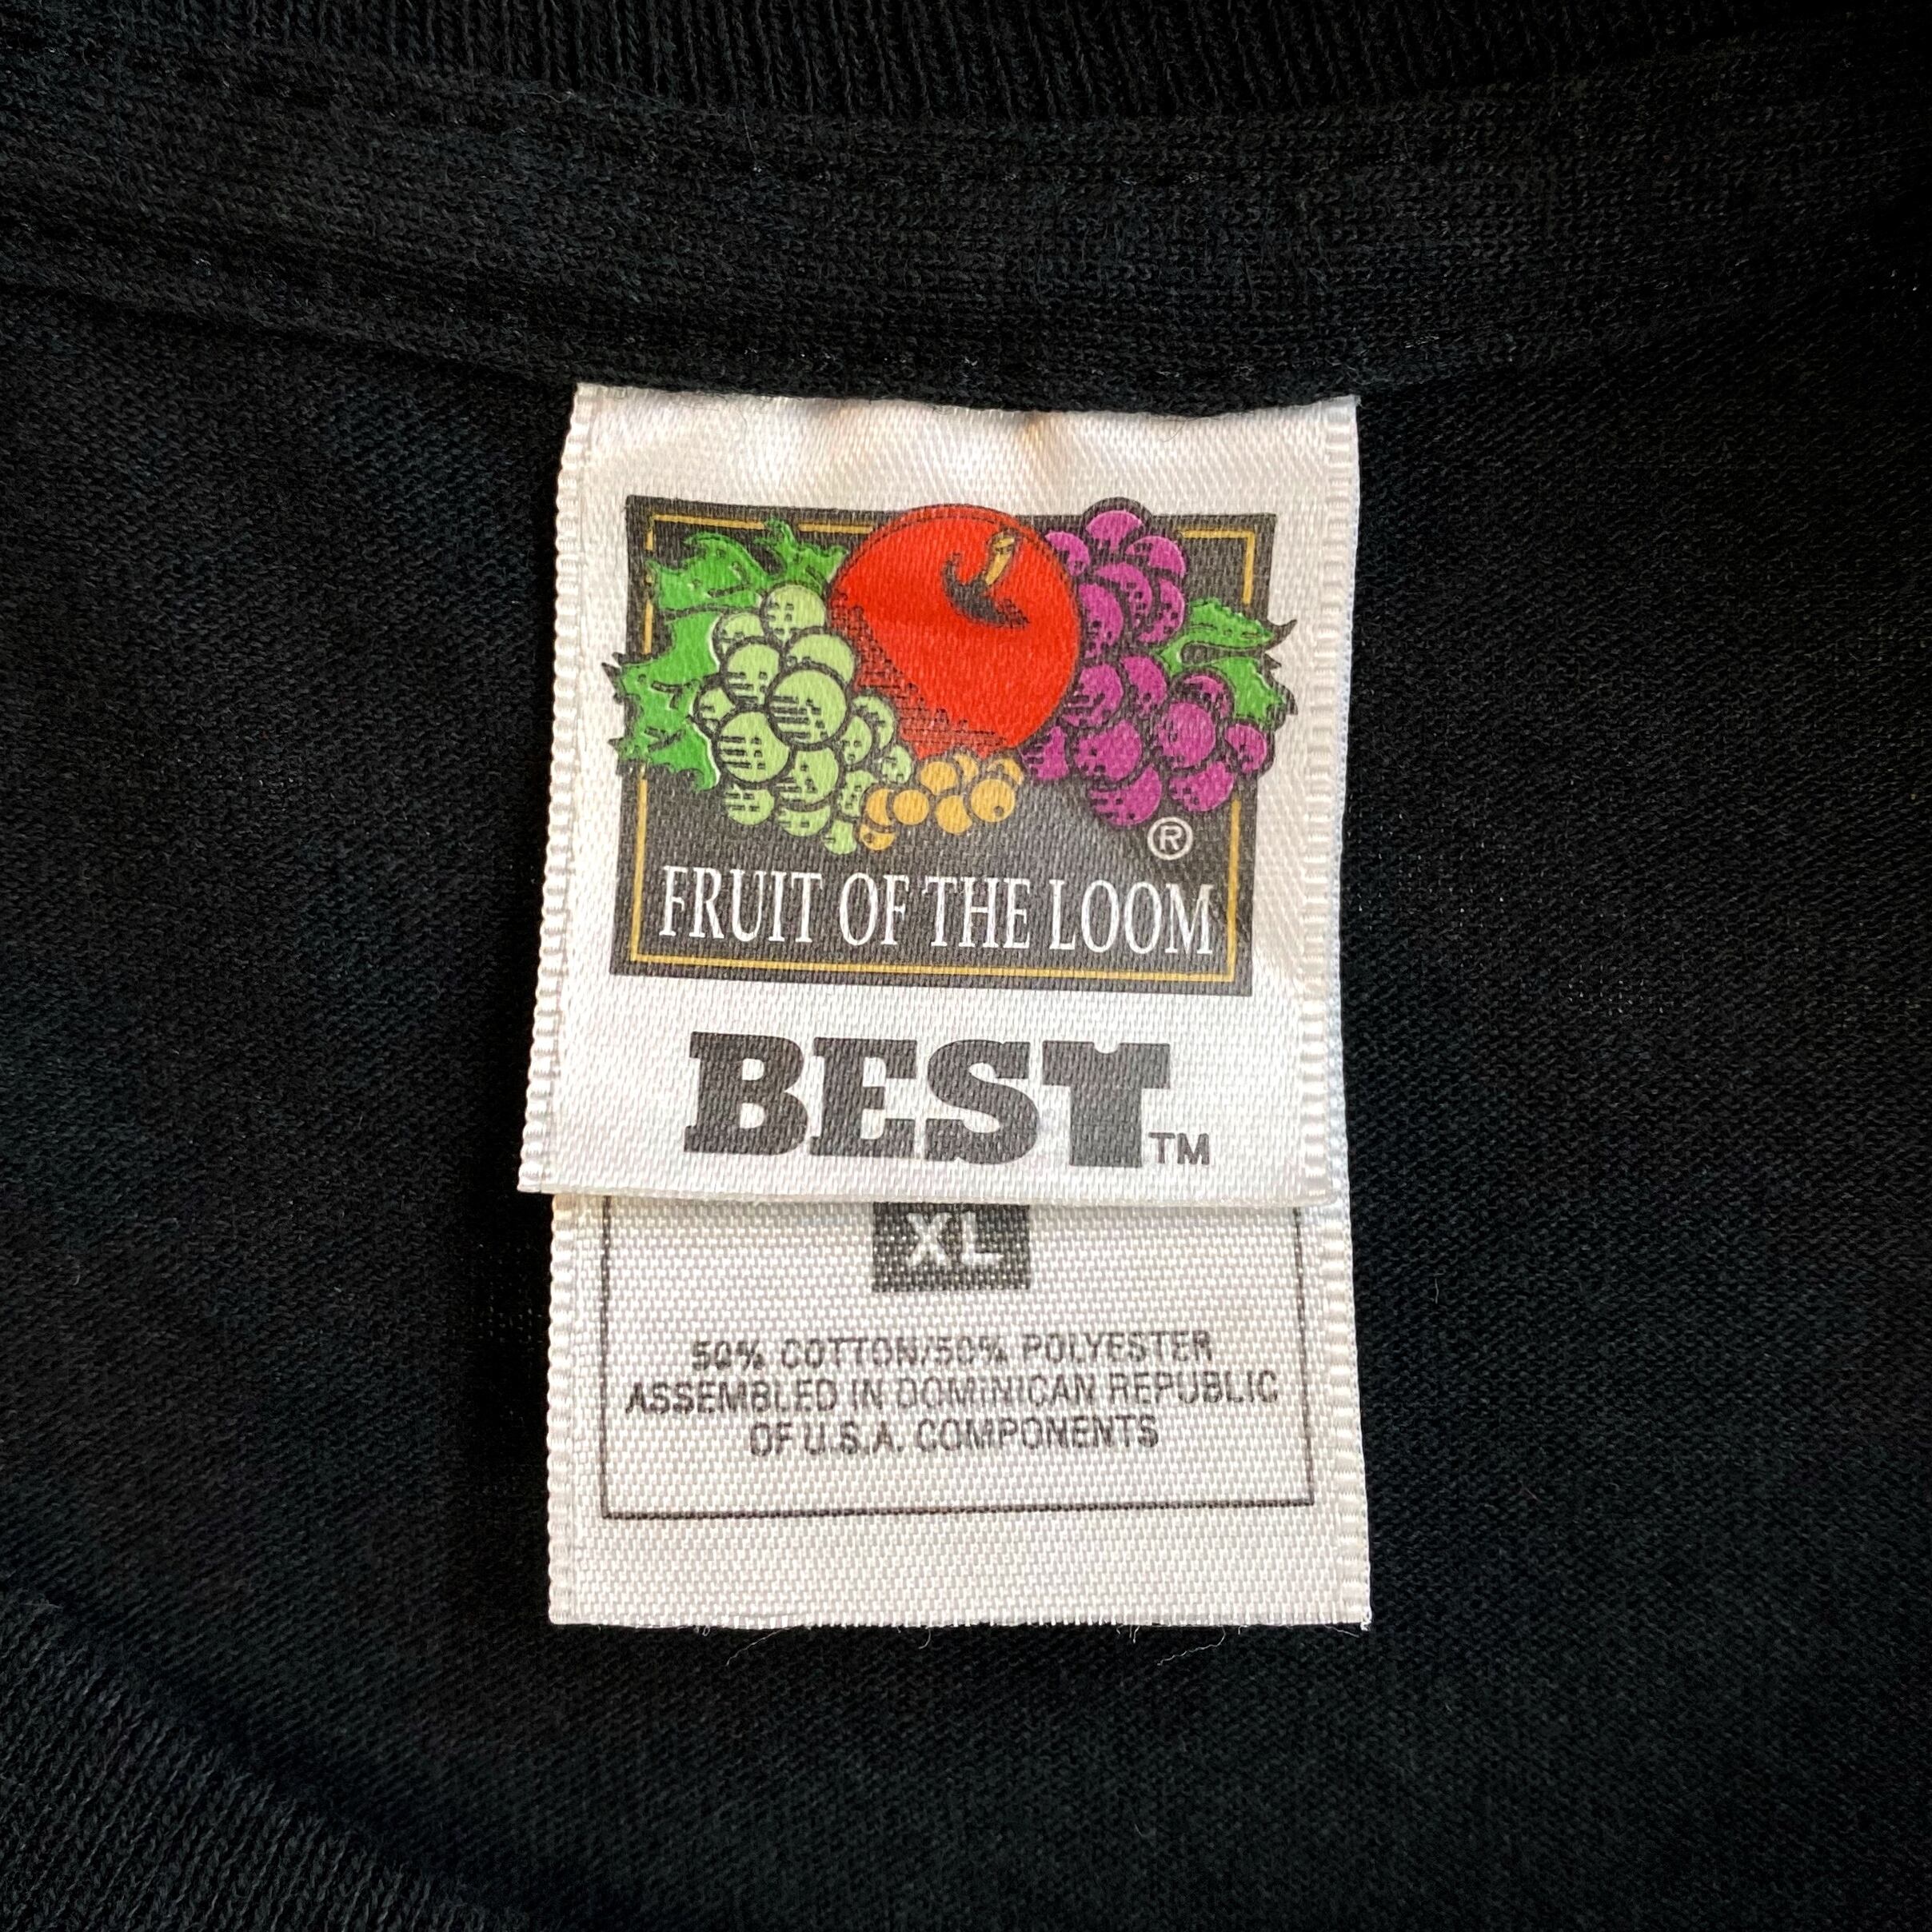 ®
FRUIT OF THE LOOM
BEST™
XL
50% COTTON/50% POLYESTER
ASSEMBLED IN DOMINICAN REPUBLIC
OF U.S.A. COMPONENTS